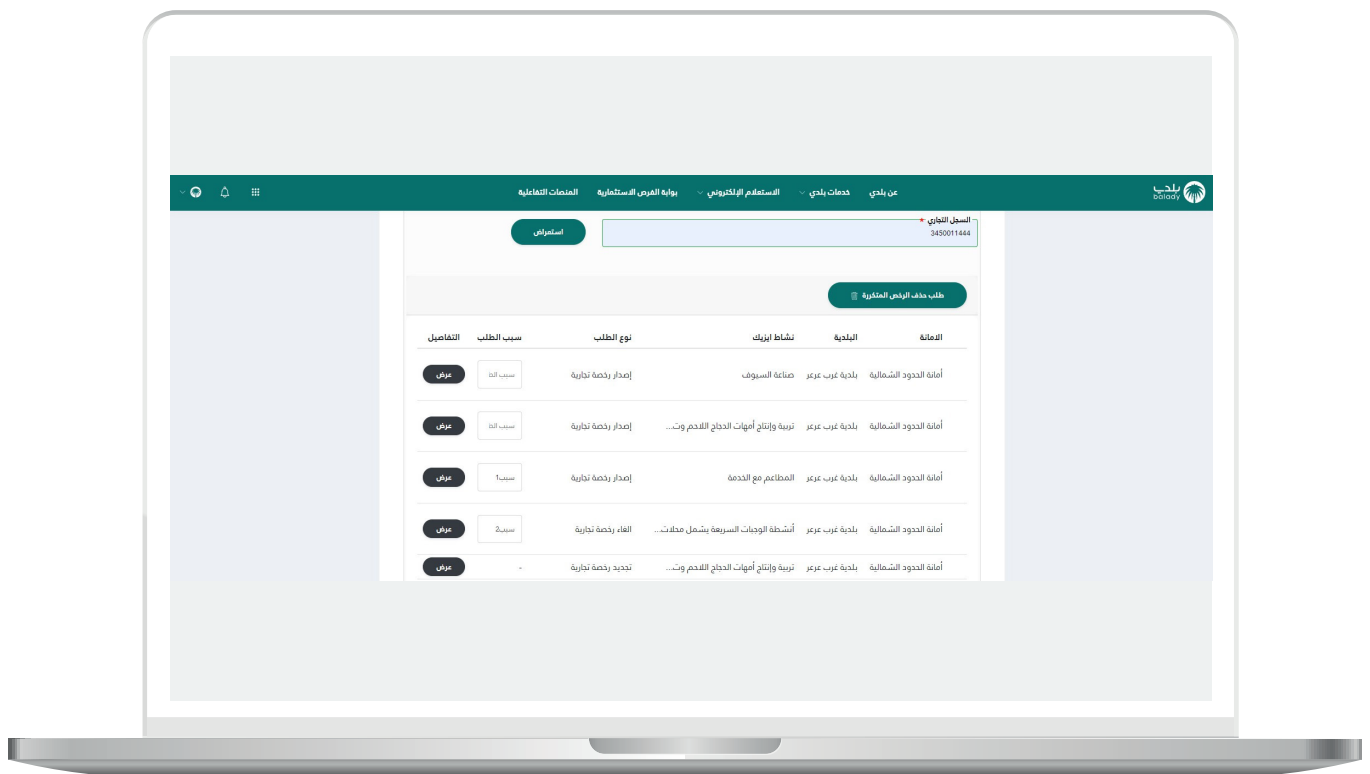 بلدي
balady
عن بلدي خدمات بلدي الاستعلام الإلكتروني بوابة الفرص الاستثمارية المنصات التفاعلية
السجل التجاري *
3450011444
استعراض
طلب حذف الرخص المتكررة
الامانة البلدية نشاط ايزيك نوع الطلب سبب الطلب التفاصيل
أمانة الحدود الشمالية بلدية غرب عرعر صناعة السيوف إصدار رخصة تجارية سبب الط عرض
أمانة الحدود الشمالية بلدية غرب عرعر تربية وإنتاج أمهات الدجاج اللاحم وت... إصدار رخصة تجارية سبب الط عرض
أمانة الحدود الشمالية بلدية غرب عرعر المطاعم مع الخدمة إصدار رخصة تجارية سبب1 عرض
أمانة الحدود الشمالية بلدية غرب عرعر أنشطة الوجبات السريعة يشمل محلات... الغاء رخصة تجارية سبب2 عرض
أمانة الحدود الشمالية بلدية غرب عرعر تربية وإنتاج أمهات الدجاج اللاحم وت... تجديد رخصة تجارية - عرض